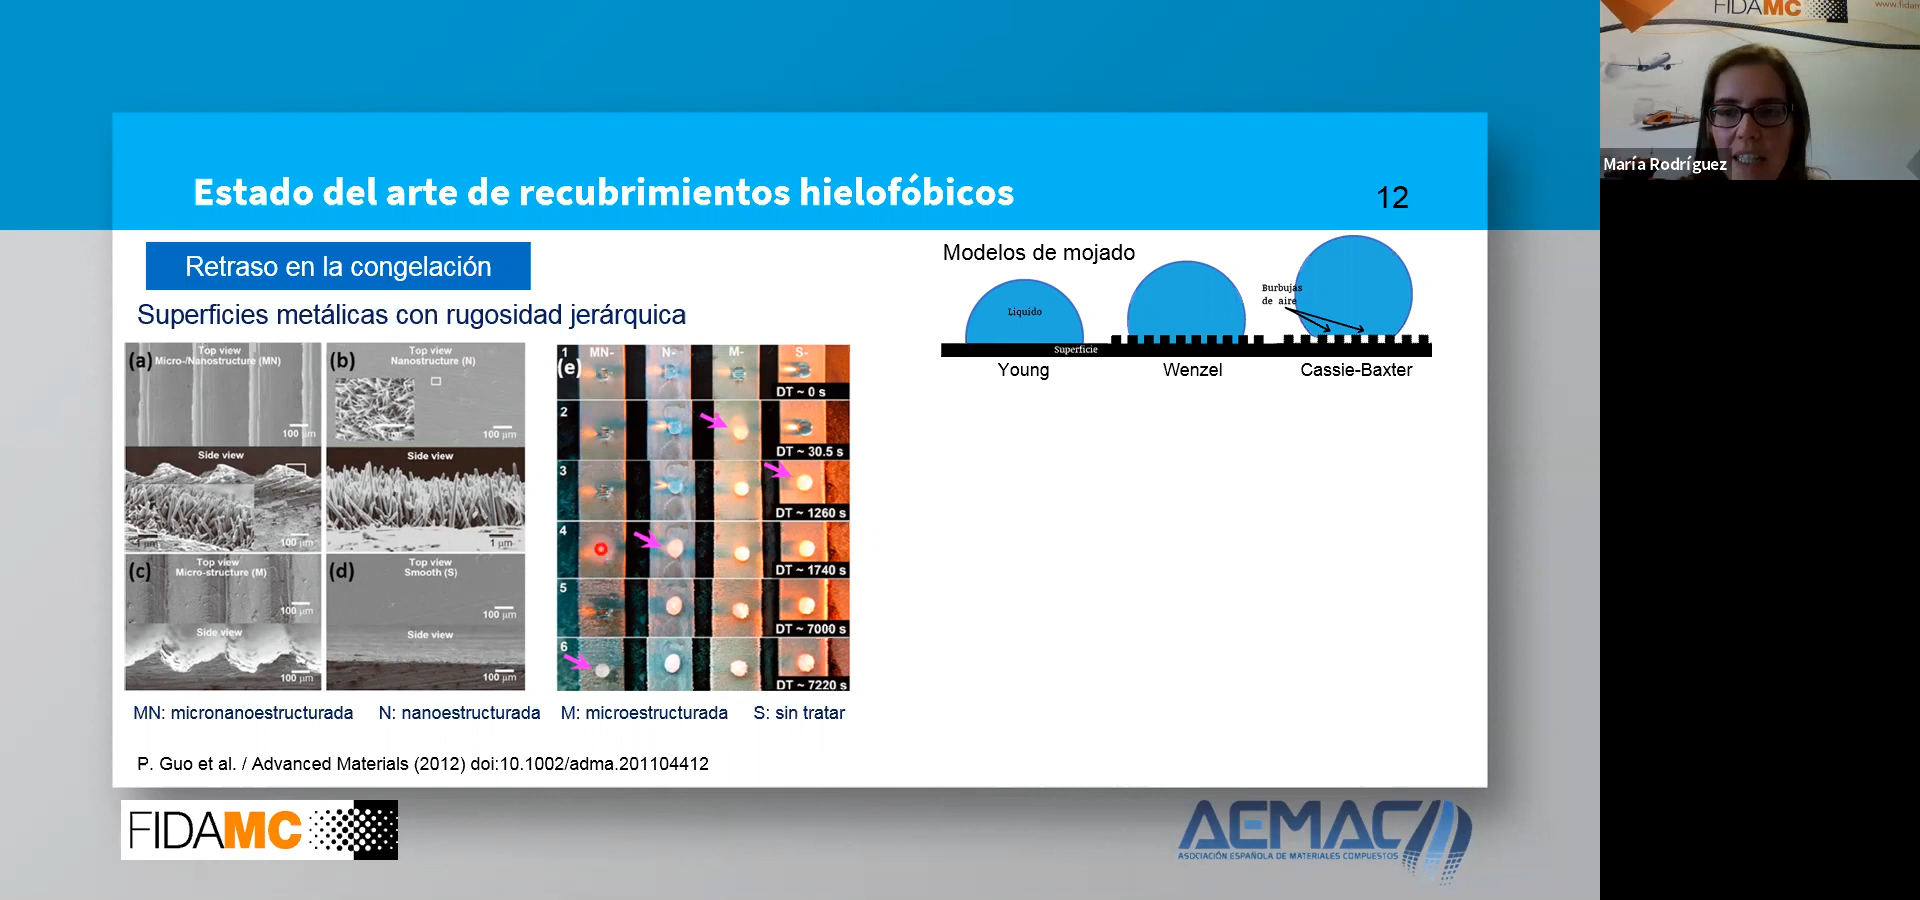 Estado del arte de recubrimientos hielofóbicos
12
Retraso en la congelación
Superficies metálicas con rugosidad jerárquica
Modelos de mojado
Líquido
Burbujas
de aire
Superficie
Young
Wenzel
Cassie-Baxter
(a)
Top view
Micro-/Nanostructure (MN)
100 µm
Side view
1 µm
100 µm
(b)
Top view
Nanostructure (N)
100 µm
Side view
1 µm
(c)
Top view
Micro-structure (M)
100 µm
Side view
100 µm
(d)
Top view
Smooth (S)
100 µm
Side view
100 µm
(e)
1 MN- N- M- S-
DT ~ 0 s
2
DT ~ 30.5 s
3
DT ~ 1260 s
4
DT ~ 1740 s
5
DT ~ 7000 s
6
DT ~ 7220 s
MN: micronanoestructurada N: nanoestructurada M: microestructurada S: sin tratar
P. Guo et al. / Advanced Materials (2012) doi:10.1002/adma.201104412
FIDAMC
AEMAC
ASOCIACIÓN ESPAÑOLA DE MATERIALES COMPUESTOS
FIDAMC
María Rodríguez